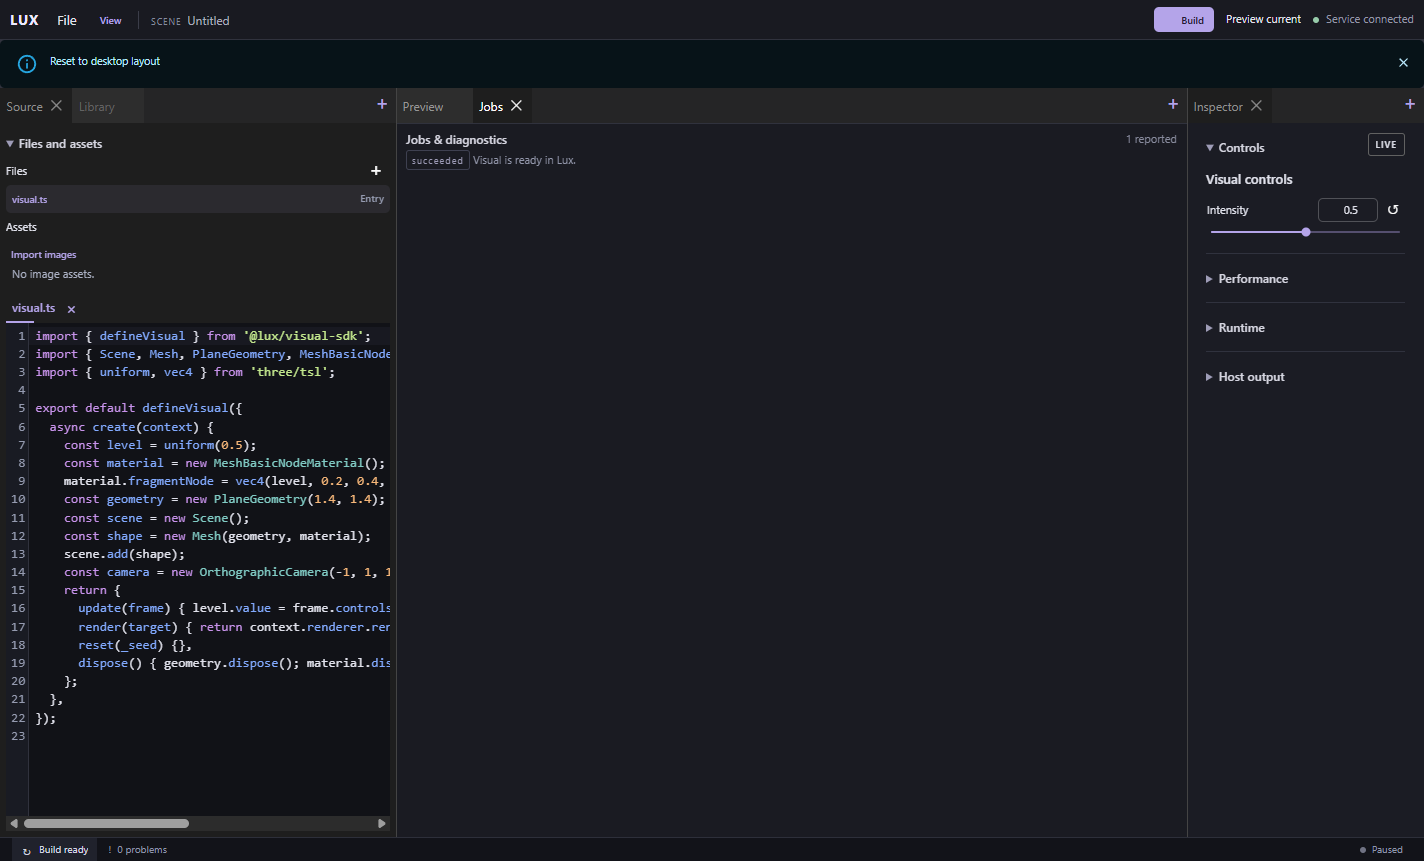 LUX File View SCENE Untitled Build Preview current Service connected
Reset to desktop layout
Source Library
Files and assets
Files
visual.ts Entry
Assets
Import images
No image assets.
visual.ts
1 import { defineVisual } from '@lux/visual-sdk';
2 import { Scene, Mesh, PlaneGeometry, MeshBasicNode
3 import { uniform, vec4 } from 'three/tsl';
4
5 export default defineVisual({
6 async create(context) {
7 const level = uniform(0.5);
8 const material = new MeshBasicNodeMaterial();
9 material.fragmentNode = vec4(level, 0.2, 0.4,
10 const geometry = new PlaneGeometry(1.4, 1.4);
11 const scene = new Scene();
12 const shape = new Mesh(geometry, material);
13 scene.add(shape);
14 const camera = new OrthographicCamera(-1, 1, 1
15 return {
16 update(frame) { level.value = frame.controls
17 render(target) { return context.renderer.rer
18 reset(_seed) {},
19 dispose() { geometry.dispose(); material.dis
20 };
21 },
22 });
23
Preview Jobs
Jobs & diagnostics 1 reported
succeeded Visual is ready in Lux.
Inspector
Controls LIVE
Visual controls
Intensity 0.5
Performance
Runtime
Host output
Build ready ! 0 problems Paused